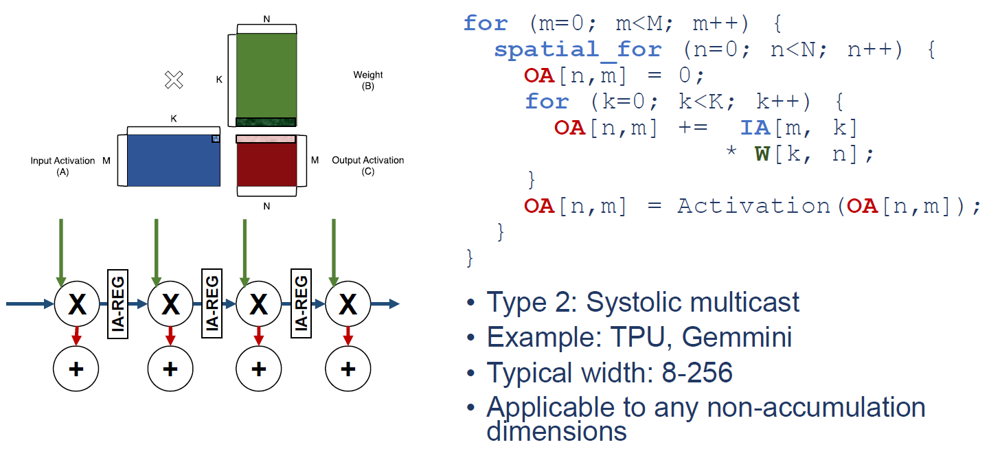 N
K
Weight
(B)
K
Input Activation
(A)
M
M
Output Activation
(C)
N
X
IA-REG
X
IA-REG
X
IA-REG
X
+
+
+
+
for (m=0; m<M; m++) {
spatial_for (n=0; n<N; n++) {
OA[n,m] = 0;
for (k=0; k<K; k++) {
OA[n,m] += IA[m, k]
* W[k, n];
}
OA[n,m] = Activation(OA[n,m]);
}
}
• Type 2: Systolic multicast
• Example: TPU, Gemmini
• Typical width: 8-256
• Applicable to any non-accumulation
dimensions